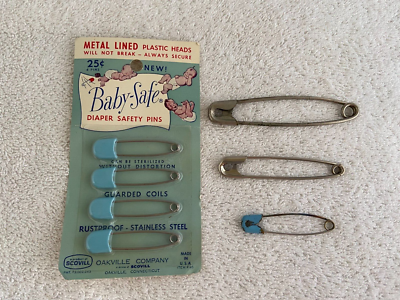 METAL LINED PLASTIC HEADS
WILL NOT BREAK - ALWAYS SECURE
25¢
NEW!
Baby-Safe
DIAPER SAFETY PINS
CAN BE STERILIZED
WITHOUT DISTORTION
GUARDED COILS
RUSTPROOF - STAINLESS STEEL
SCOVILL
OAKVILLE COMPANY
SCOVILL
OAKVILLE, CONNECTICUT
MADE
IN
U.S.A.